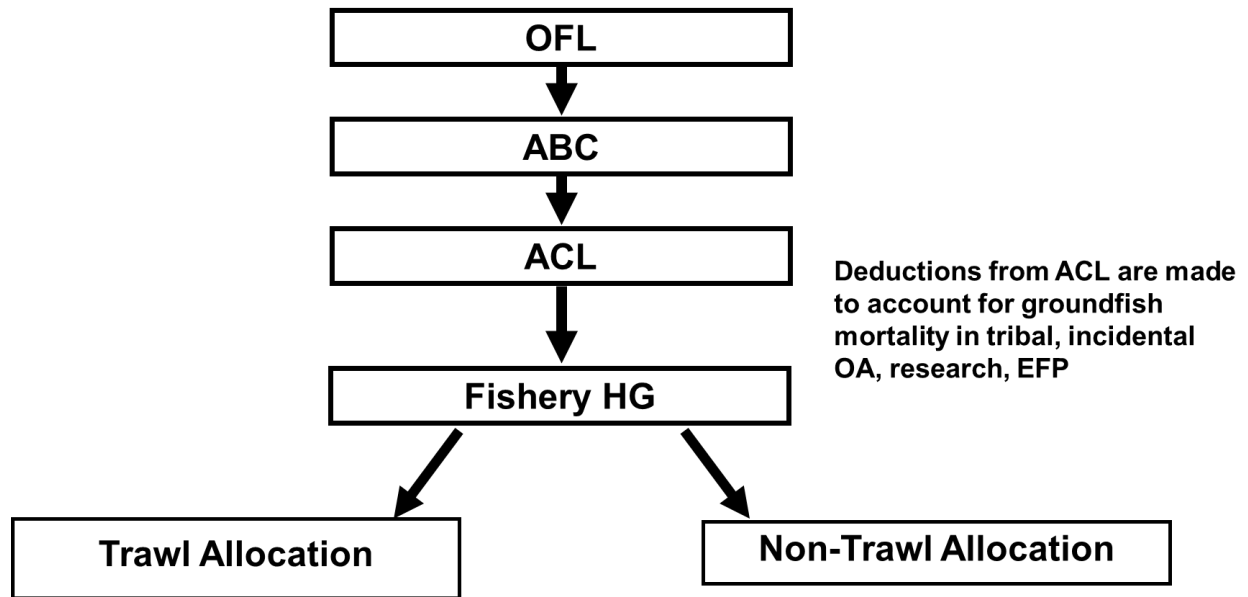 OFL
ABC
ACL
Deductions from ACL are made
to account for groundfish
mortality in tribal, incidental
OA, research, EFP
Fishery HG
Trawl Allocation
Non-Trawl Allocation